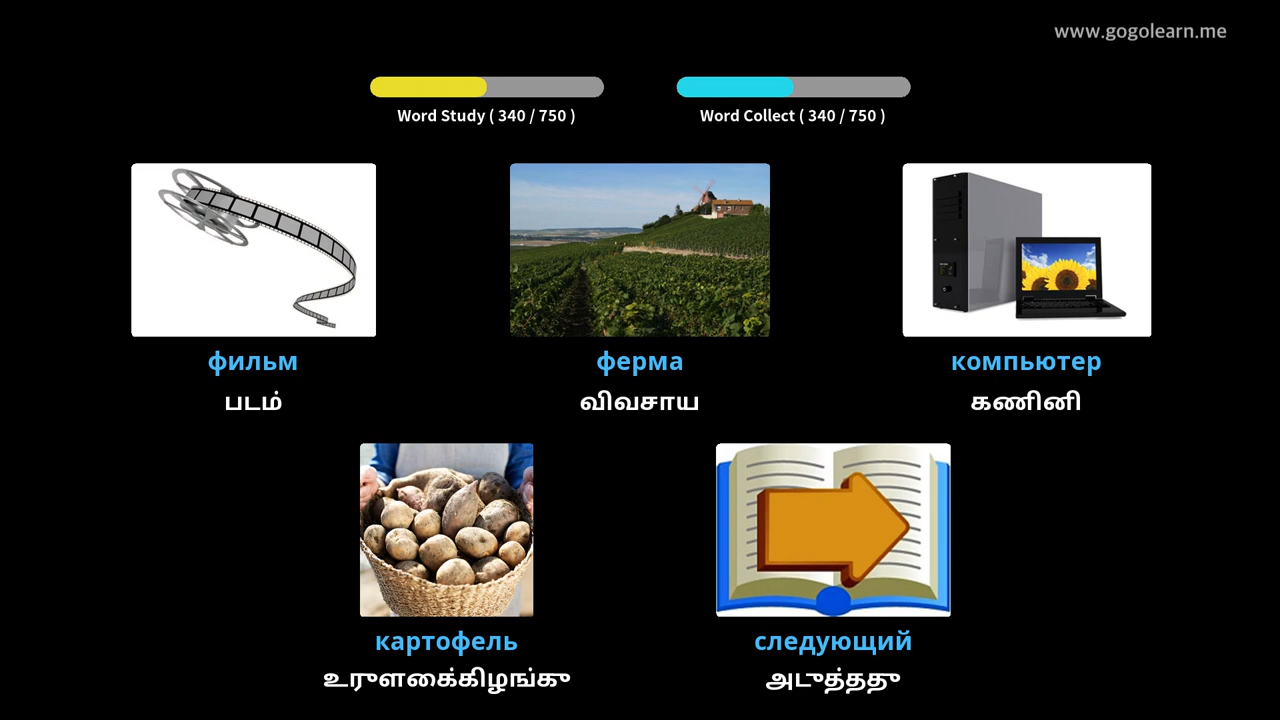 www.gogolearn.me
Word Study ( 340 / 750 )
Word Collect ( 340 / 750 )
фильм
படம்
ферма
விவசாய
компьютер
கணினி
картофель
உருளைக்கிழங்கு
следующий
அடுத்தது